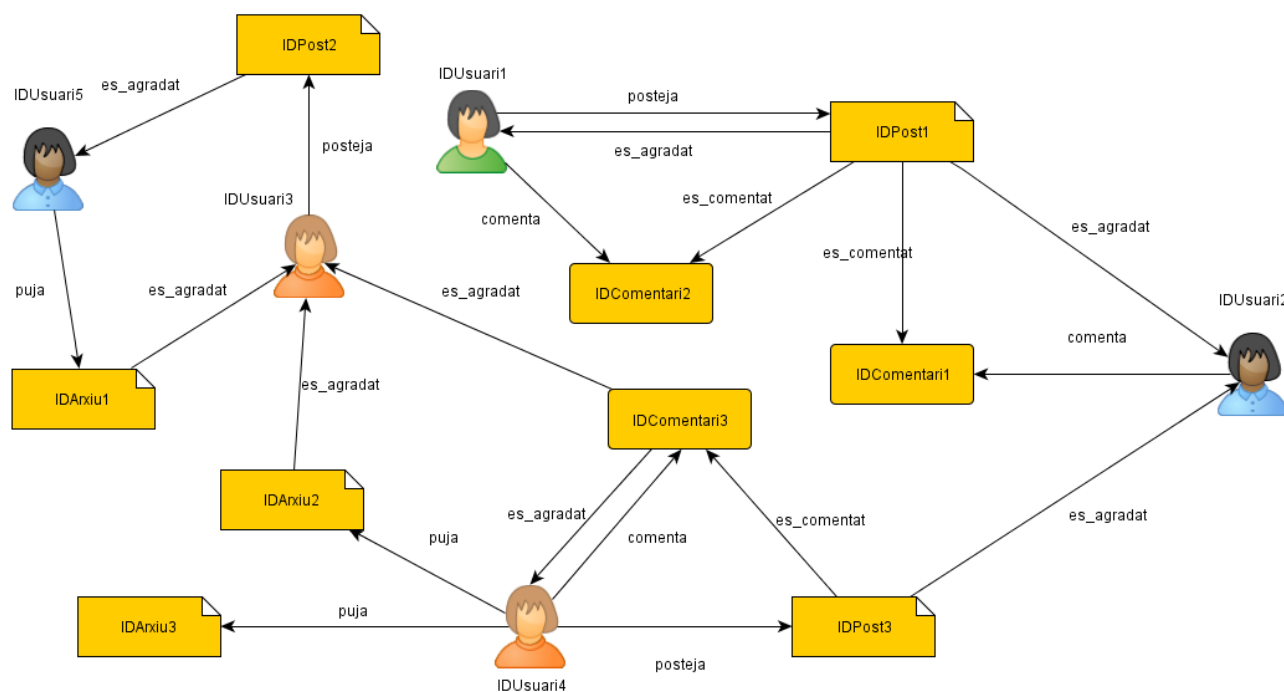 IDPost2
es_agradat
IDUsuari5
IDUsuari1
posteja
IDPost1
es_agradat
posteja
IDUsuari3
es_comentat
comenta
es_agradat
es_comentat
puja
es_agradat
es_agradat
IDComentari2
IDUsuari2
comenta
IDComentari1
IDArxiu1
es_agradat
IDComentari3
IDArxiu2
es_agradat
comenta
es_comentat
es_agradat
puja
puja
IDArxiu3
IDPost3
posteja
IDUsuari4